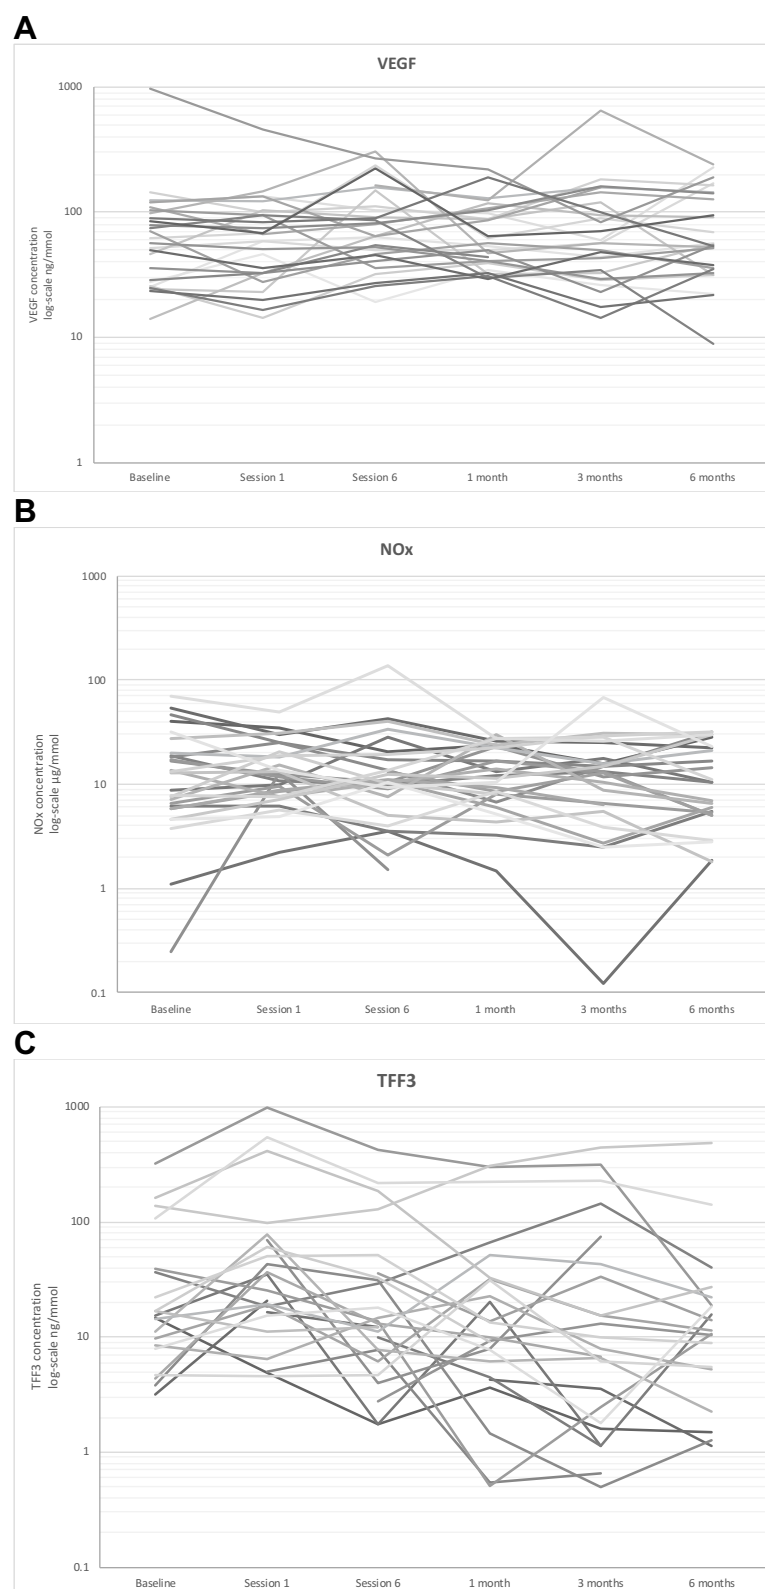 A
VEGF
1000
100
10
1
VEGF concentration
log-scale ng/mmol
Baseline Session 1 Session 6 1 month 3 months 6 months
B
NOx
1000
100
10
1
0.1
NOx concentration
log-scale µg/mmol
Baseline Session 1 Session 6 1 month 3 months 6 months
C
TFF3
1000
100
10
1
0.1
TFF3 concentration
log-scale ng/mmol
Baseline Session 1 Session 6 1 month 3 months 6 months